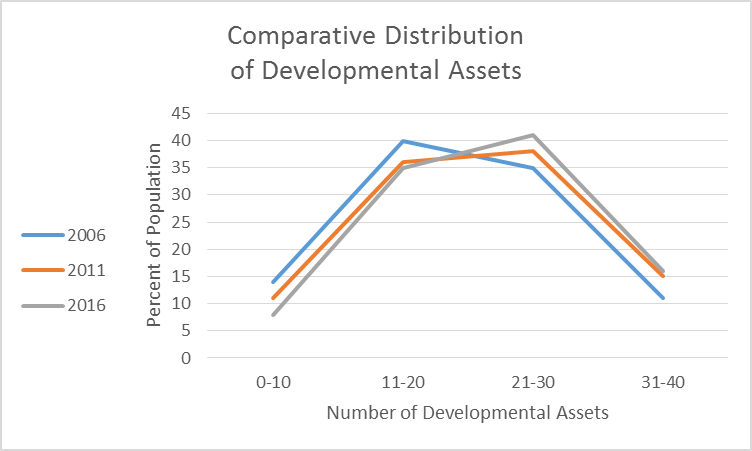 Comparative Distribution
of Developmental Assets
45
40
35
30
25
20
15
10
5
0
Percent of Population
2006
2011
2016
0-10 11-20 21-30 31-40
Number of Developmental Assets